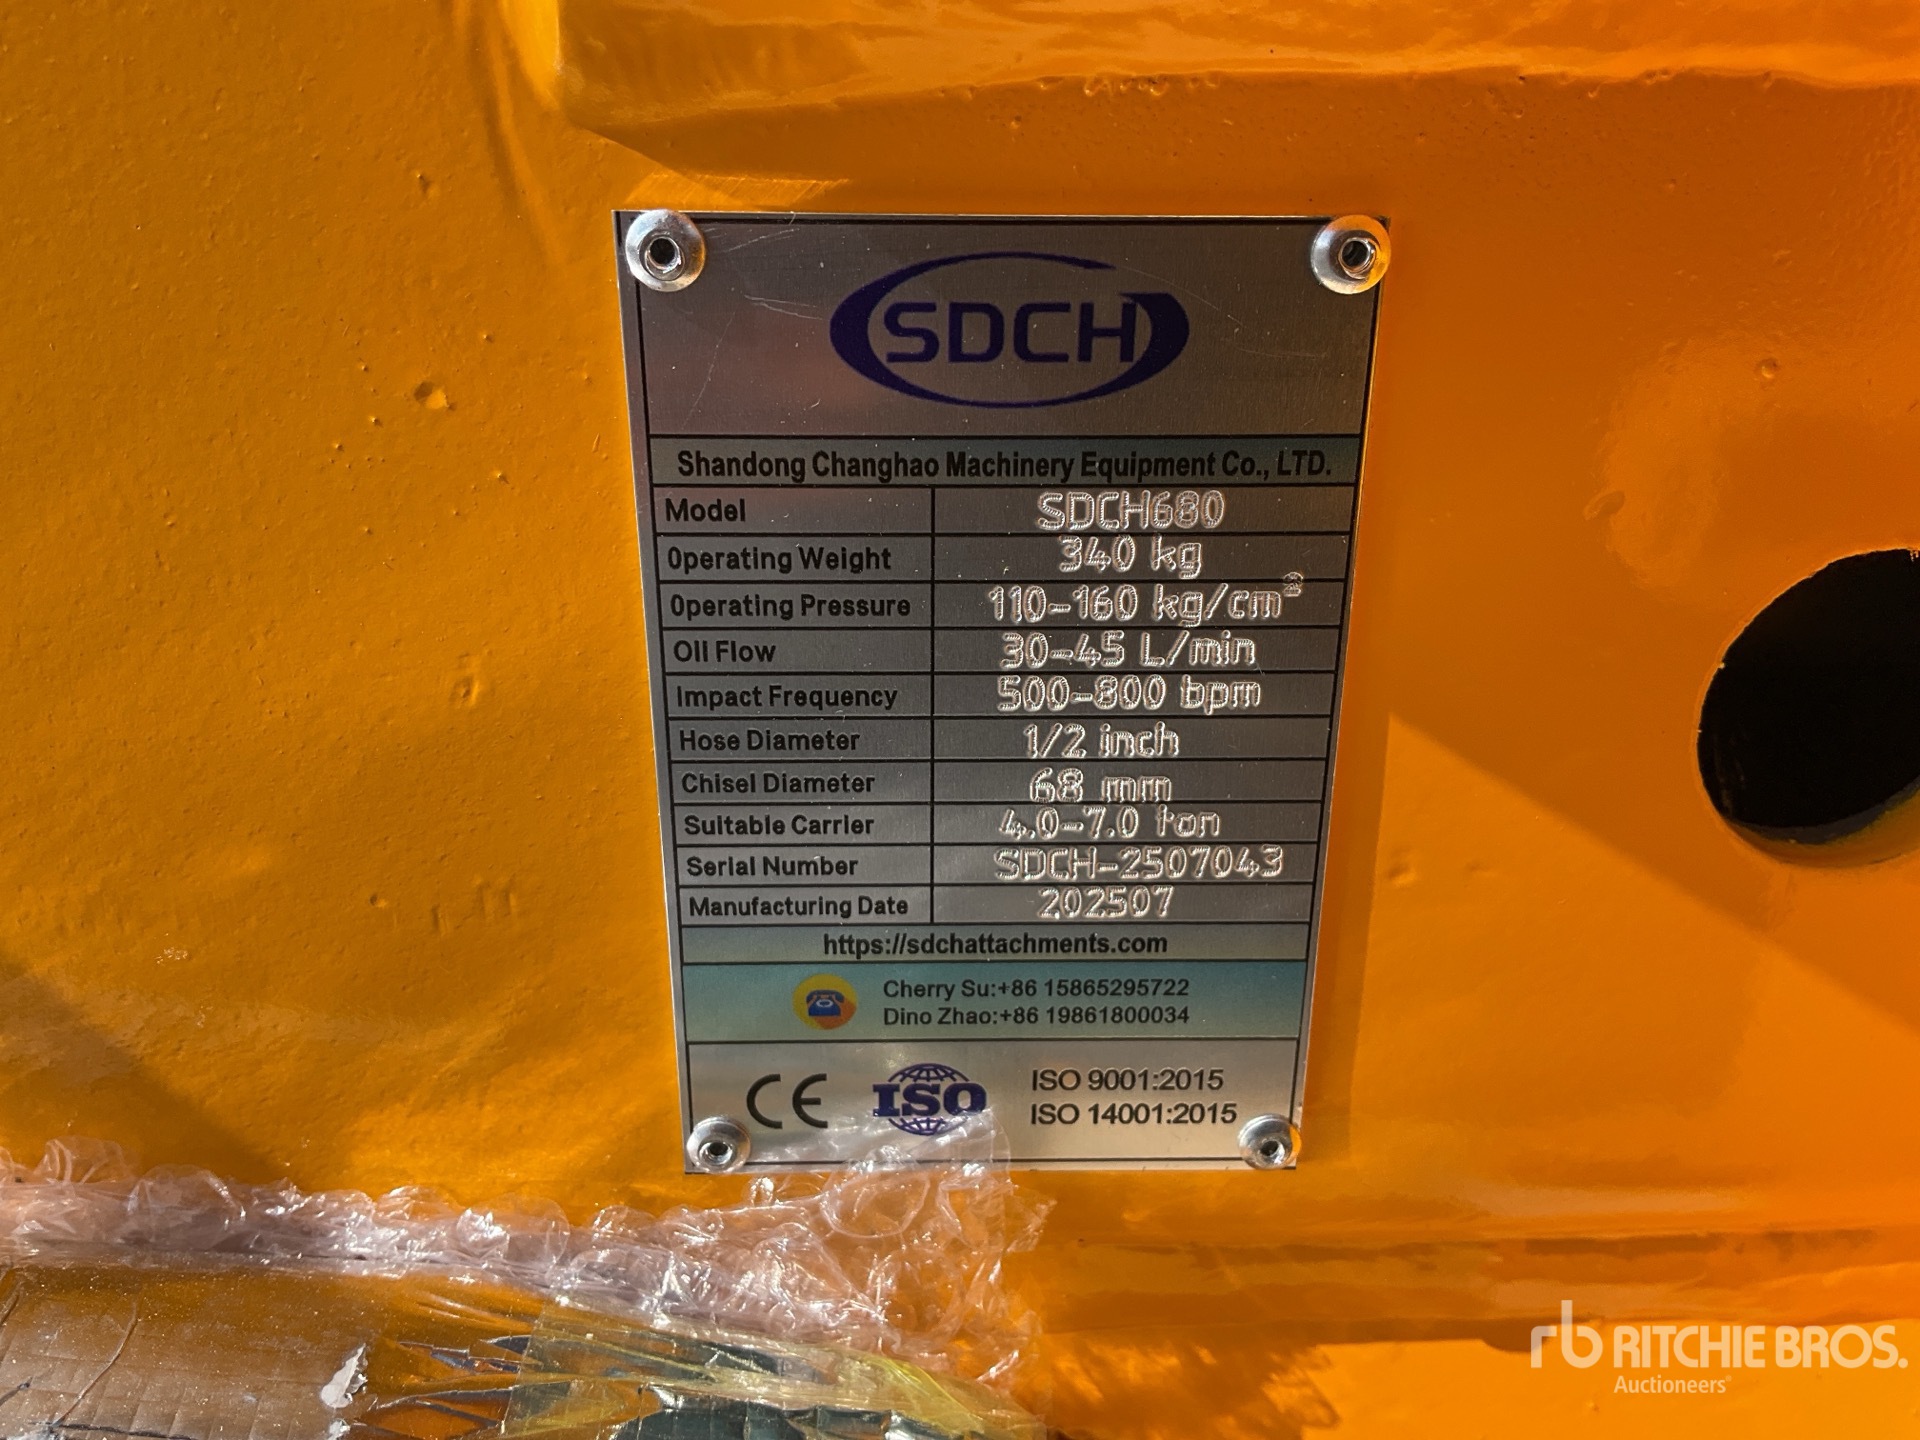 SDCH
Shandong Changhao Machinery Equipment Co., LTD.
Model SDCH680
Operating Weight 340 kg
Operating Pressure 110-160 kg/cm²
Oil Flow 30-45 L/min
Impact Frequency 500-800 bpm
Hose Diameter 1/2 inch
Chisel Diameter 68 mm
Suitable Carrier 4.0-7.0 ton
Serial Number SDCH-2507043
Manufacturing Date 202507
https://sdchattachments.com
Cherry Su:+86 15865295722
Dino Zhao:+86 19861800034
CE ISO ISO 9001:2015
ISO 14001:2015
rb RITCHIE BROS.
Auctioneers